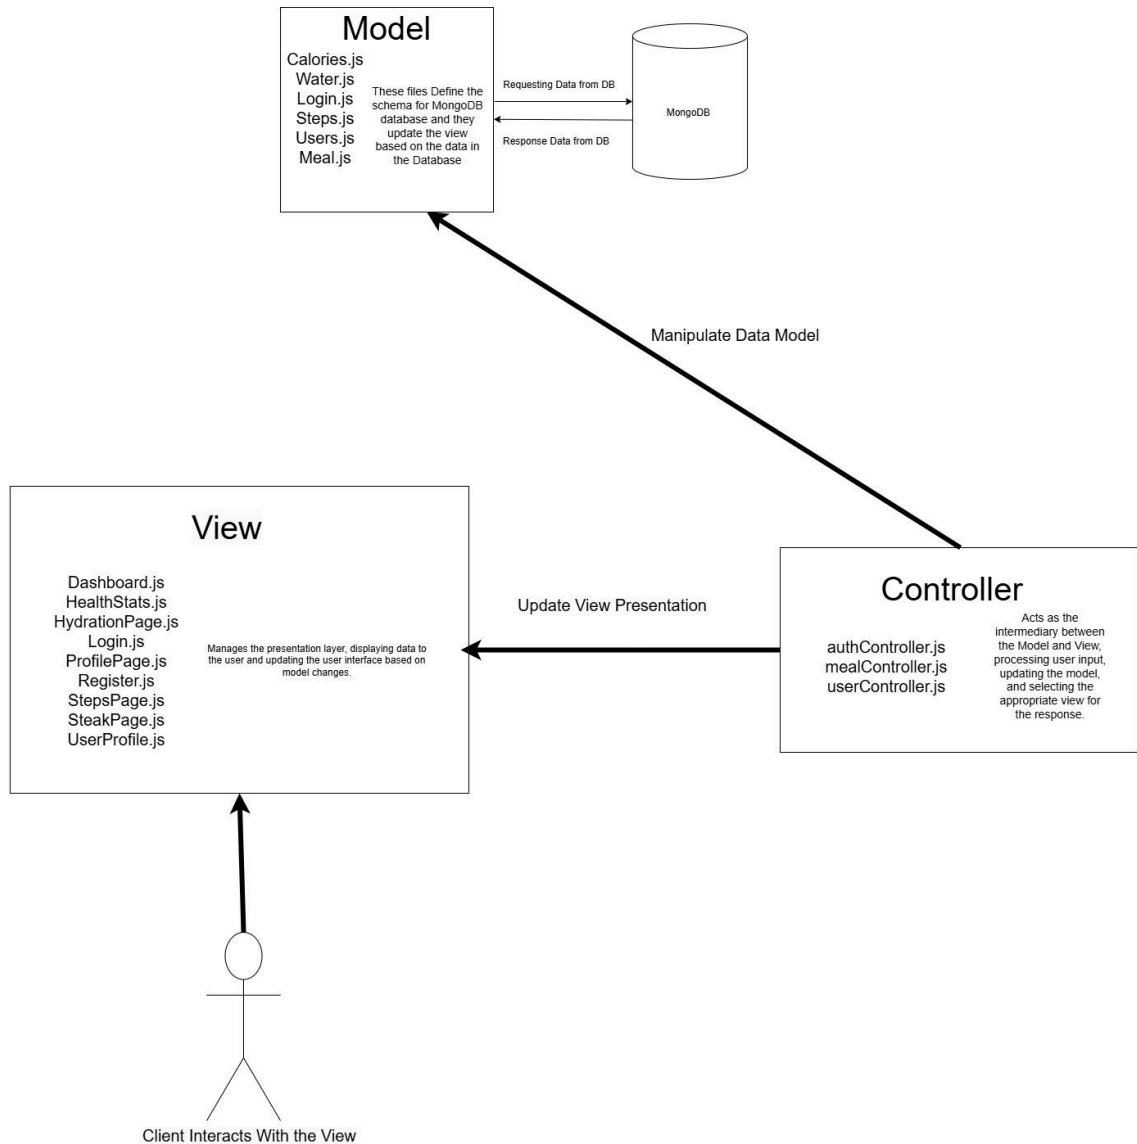 Model
Calories.js
Water.js
Login.js
Steps.js
Users.js
Meal.js
These files Define the
schema for MongoDB
database and they
update the view
based on the data in
the Database
Requesting Data from DB
Response Data from DB
MongoDB
Manipulate Data Model
View
Dashboard.js
HealthStats.js
HydrationPage.js
Login.js
ProfilePage.js
Register.js
StepsPage.js
SteakPage.js
UserProfile.js
Manages the presentation layer, displaying data to
the user and updating the user interface based on
model changes.
Update View Presentation
Controller
authController.js
mealController.js
userController.js
Acts as the
intermediary between
the Model and View,
processing user input,
updating the model,
and selecting the
appropriate view for
the response.
Client Interacts With the View